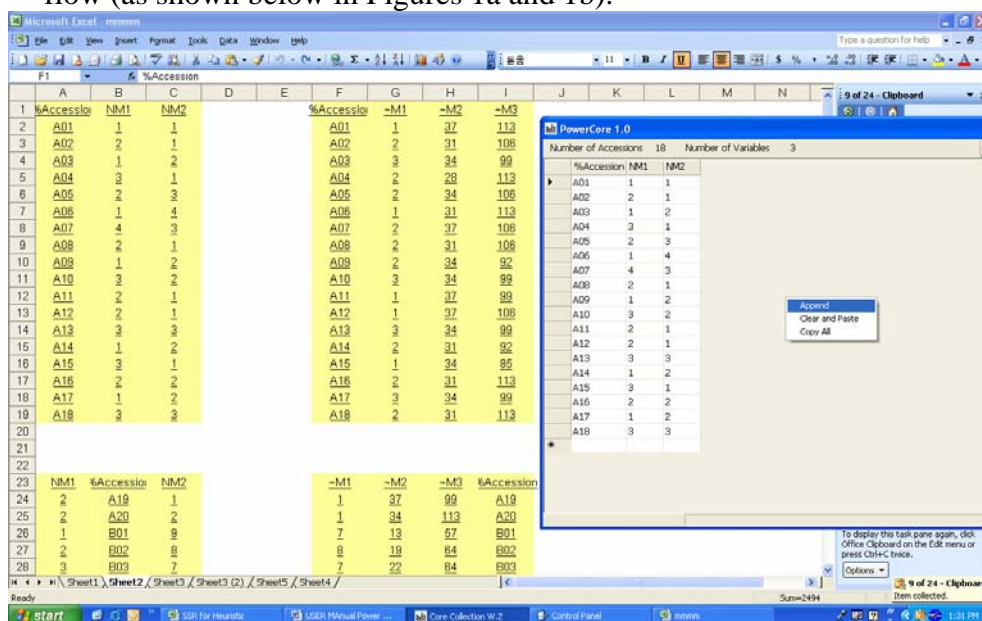 flow (as shown below in Figures 1a and 1b).
Microsoft Excel - mmmm
File Edit View Insert Format Tools Data Window Help
Type a question for help
돋움 11 B I U $ %
F1 fx %Accession
A B C D E F G H I J K L M N
1 %Accessio NM1 NM2 %Accessio ~M1 ~M2 ~M3
2 A01 1 1 A01 1 37 113
3 A02 2 1 A02 2 31 106
4 A03 1 2 A03 3 34 99
5 A04 3 1 A04 2 28 113
6 A05 2 3 A05 2 34 106
7 A06 1 4 A06 1 31 113
8 A07 4 3 A07 2 37 106
9 A08 2 1 A08 2 31 106
10 A09 1 2 A09 2 34 92
11 A10 3 2 A10 3 34 99
12 A11 2 1 A11 1 37 99
13 A12 2 1 A12 1 37 106
14 A13 3 3 A13 3 34 99
15 A14 1 2 A14 2 31 92
16 A15 3 1 A15 1 34 85
17 A16 2 2 A16 2 31 113
18 A17 1 2 A17 3 34 99
19 A18 3 3 A18 2 31 113
20
21
22
23 NM1 %Accessio NM2 ~M1 ~M2 ~M3 %Accession
24 2 A19 1 1 37 99 A19
25 2 A20 2 1 34 113 A20
26 1 B01 9 7 13 57 B01
27 2 B02 8 8 19 64 B02
28 3 B03 7 7 22 64 B03
9 of 24 - Clipboard
PowerCore 1.0
Number of Accessions 18 Number of Variables 3
%Accession NM1 NM2
A01 1 1
A02 2 1
A03 1 2
A04 3 1
A05 2 3
A06 1 4
A07 4 3
A08 2 1
A09 1 2
A10 3 2
A11 2 1
A12 2 1
A13 3 3
A14 1 2
A15 3 1
A16 2 2
A17 1 2
A18 3 3
Append
Clear and Paste
Copy All
To display this task pane again, click
Office Clipboard on the Edit menu or
press Ctrl+C twice.
Options
Sheet1 Sheet2 Sheet3 Sheet3 (2) Sheet5 Sheet4
9 of 24 - Clipboar
Item collected.
Ready Sum=2494
start SSR for Heuristic USER MAnual Power ... Core Collection W.2 Control Panel mmmm 1:31 PM